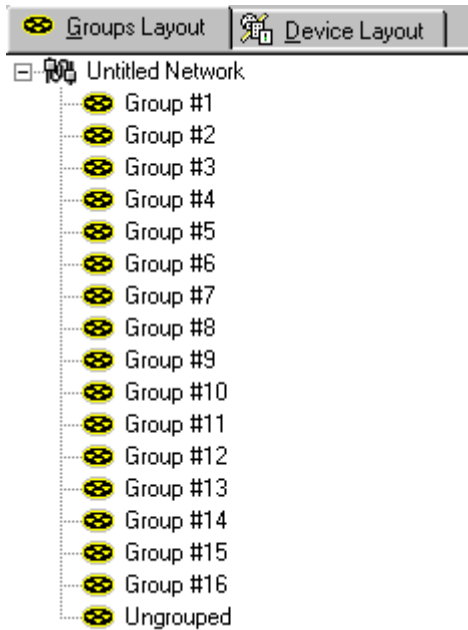 Groups Layout Device Layout
Untitled Network
Group #1
Group #2
Group #3
Group #4
Group #5
Group #6
Group #7
Group #8
Group #9
Group #10
Group #11
Group #12
Group #13
Group #14
Group #15
Group #16
Ungrouped